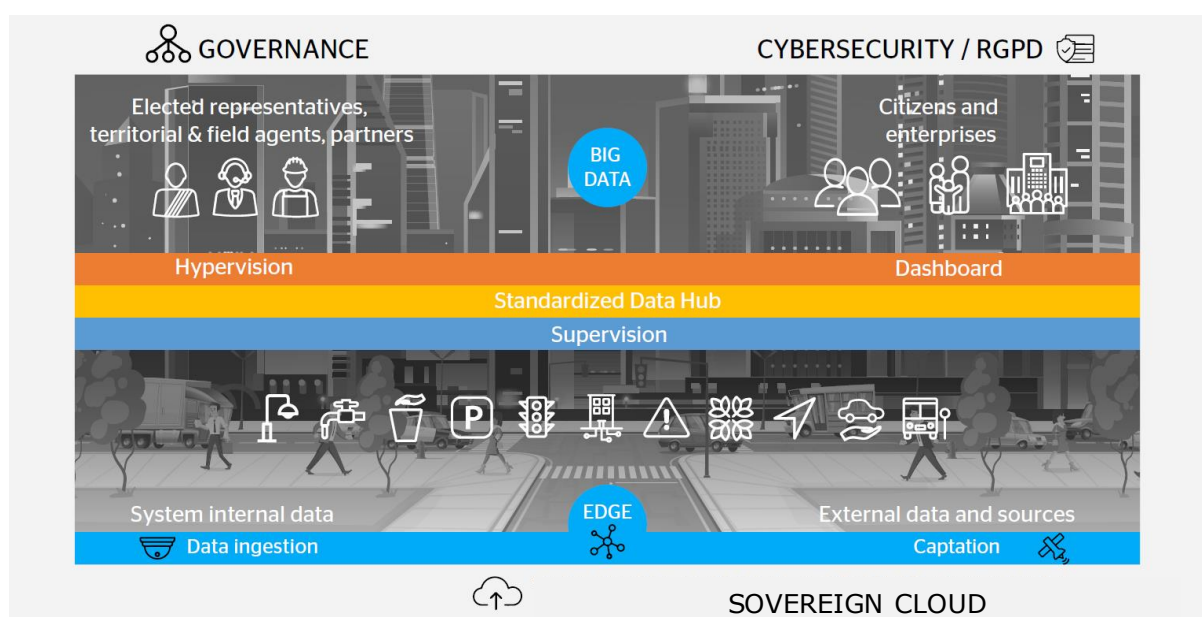 GOVERNANCE
CYBERSECURITY / RGPD
Elected representatives,
territorial & field agents, partners
Citizens and
enterprises
BIG
DATA
Hypervision
Dashboard
Standardized Data Hub
Supervision
P
System internal data
EDGE
External data and sources
Data ingestion
Captation
SOVEREIGN CLOUD